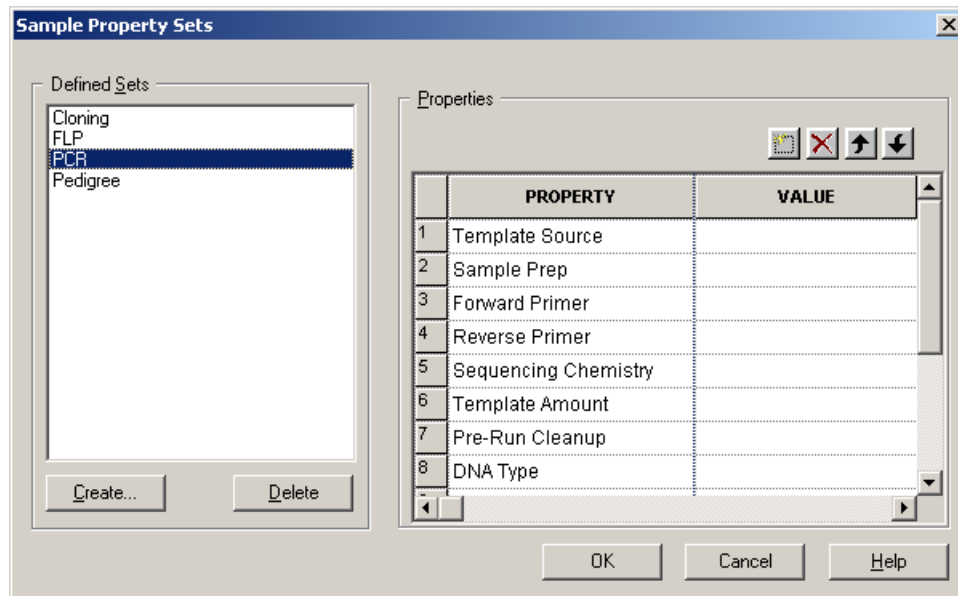 Sample Property Sets
Defined Sets
Cloning
FLP
PCR
Pedigree
Create...
Delete
Properties
PROPERTY VALUE
1 Template Source
2 Sample Prep
3 Forward Primer
4 Reverse Primer
5 Sequencing Chemistry
6 Template Amount
7 Pre-Run Cleanup
8 DNA Type
OK
Cancel
Help